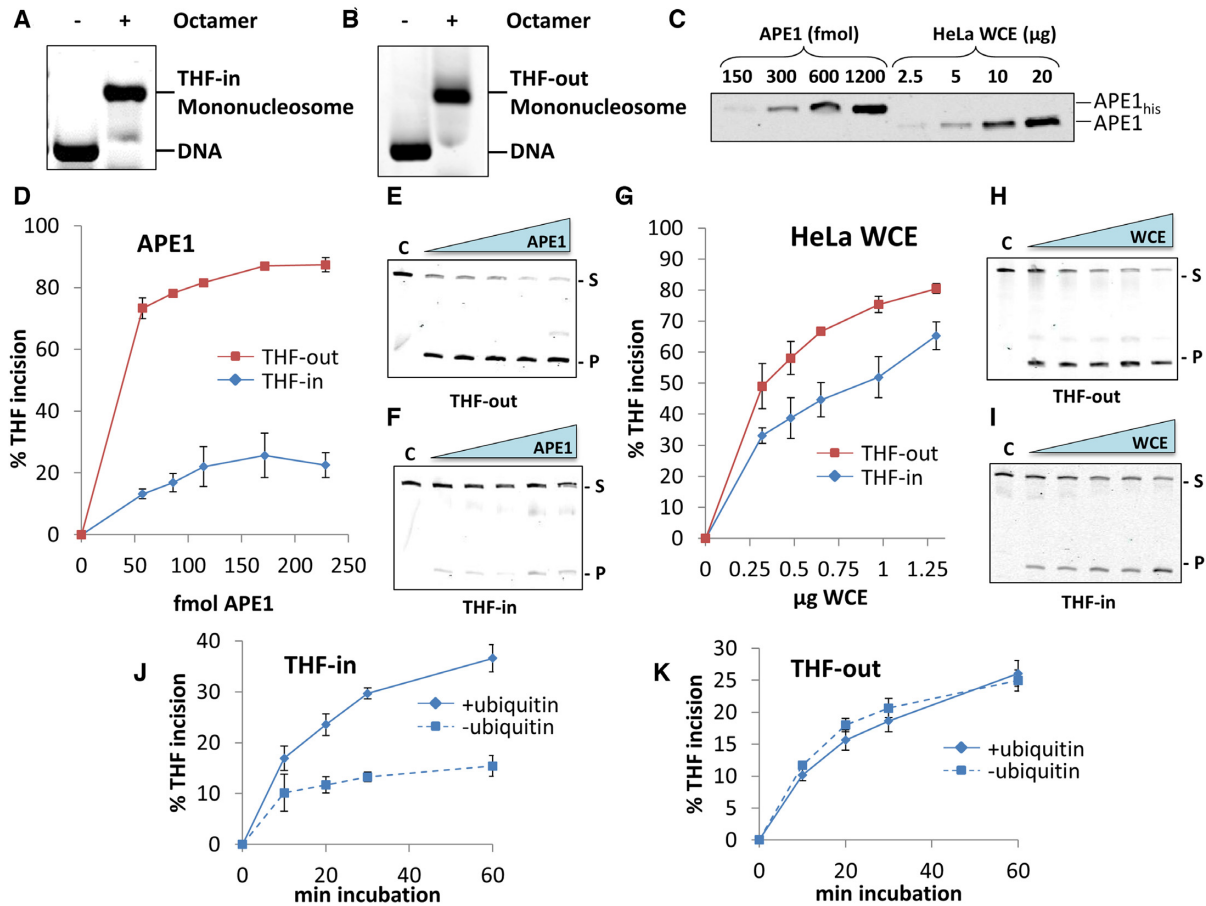 A
- + Octamer
THF-in
Mononucleosome
DNA
B
- + Octamer
THF-out
Mononucleosome
DNA
C
APE1 (fmol) HeLa WCE (µg)
150 300 600 1200 2.5 5 10 20
APE1his
APE1
D
APE1
% THF incision
100
80
60
40
20
0
THF-out
THF-in
0 50 100 150 200 250
fmol APE1
E
C APE1
- S
- P
THF-out
F
C APE1
- S
- P
THF-in
G
HeLa WCE
% THF incision
100
90
80
70
60
50
40
30
20
10
0
THF-out
THF-in
0 0.25 0.5 0.75 1 1.25
µg WCE
H
C WCE
- S
- P
THF-out
I
C WCE
- S
- P
THF-in
J
THF-in
% THF incision
40
30
20
10
0
+ubiquitin
-ubiquitin
0 20 40 60
min incubation
K
THF-out
% THF incision
30
25
20
15
10
5
0
+ubiquitin
-ubiquitin
0 20 40 60
min incubation